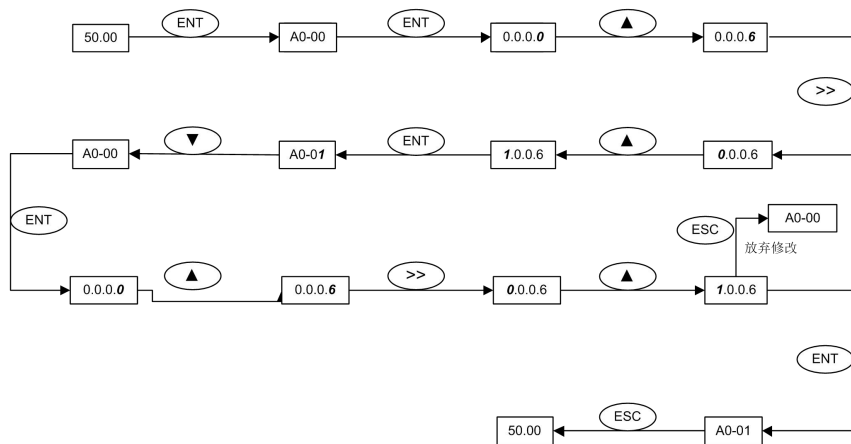 50.00 ENT A0-00 ENT 0.0.0.0 ▲ 0.0.0.6
>>
A0-00 ▼ A0-01 ENT 1.0.0.6 ▲ 0.0.0.6
ENT ESC A0-00
放弃修改
0.0.0.0 ▲ 0.0.0.6 >> 0.0.0.6 ▲ 1.0.0.6
ENT
50.00 ESC A0-01